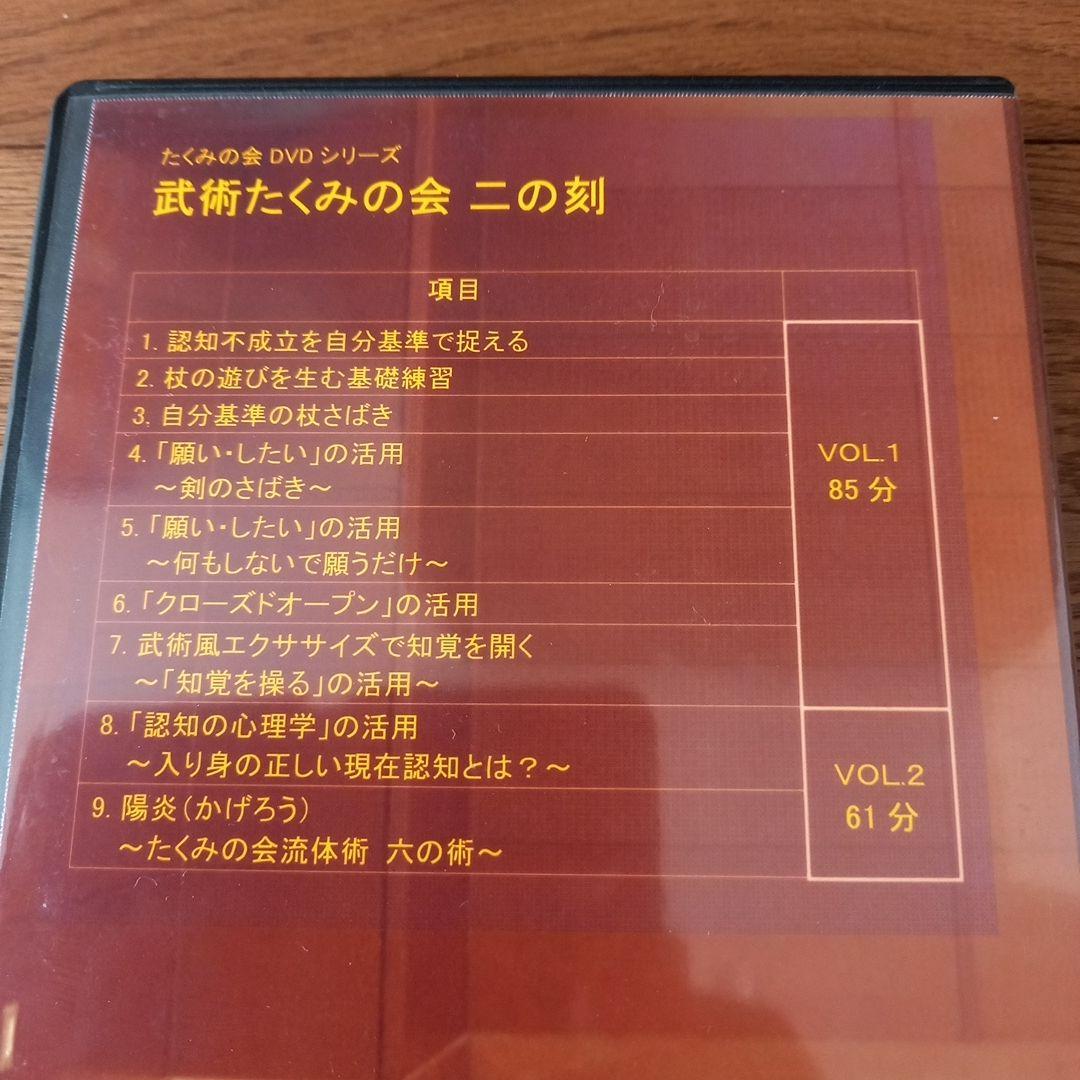 たくみの会 DVD シリーズ
武術たくみの会 二の刻
項目
1. 認知不成立を自分基準で捉える
2. 杖の遊びを生む基礎練習
3. 自分基準の杖さばき
4.「願い・したい」の活用
～剣のさばき～
5.「願い・したい」の活用
～何もしないで願うだけ～
6.「クローズドオープン」の活用
7. 武術風エクササイズで知覚を開く
～「知覚を操る」の活用～
VOL.1
85 分
8.「認知の心理学」の活用
～入り身の正しい現在認知とは？～
9. 陽炎（かげろう）
～たくみの会流体術 六の術～
VOL.2
61 分